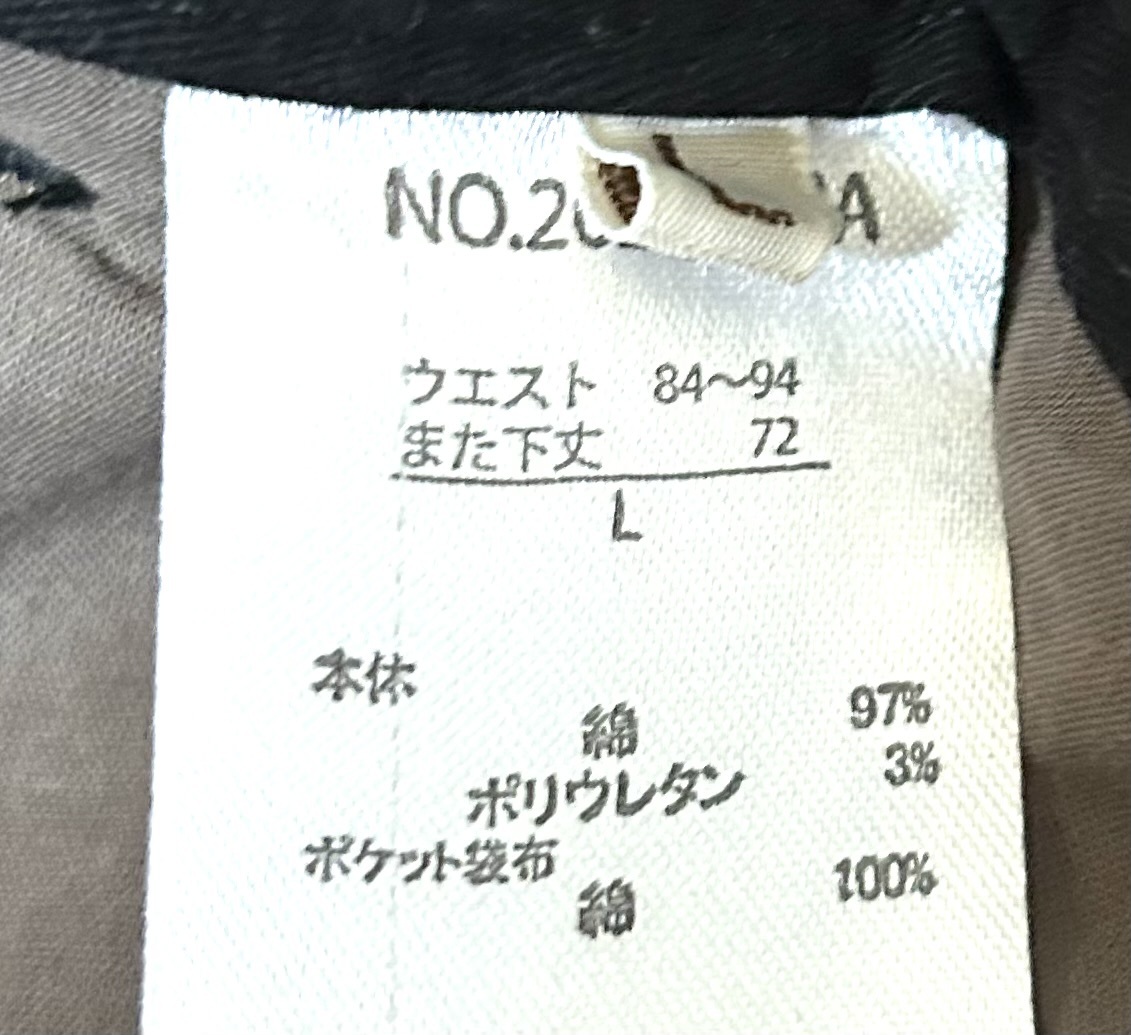 ウエスト 84〜94
また下丈 72
L
本体
綿 97%
ポリウレタン 3%
ポケット袋布
綿 100%